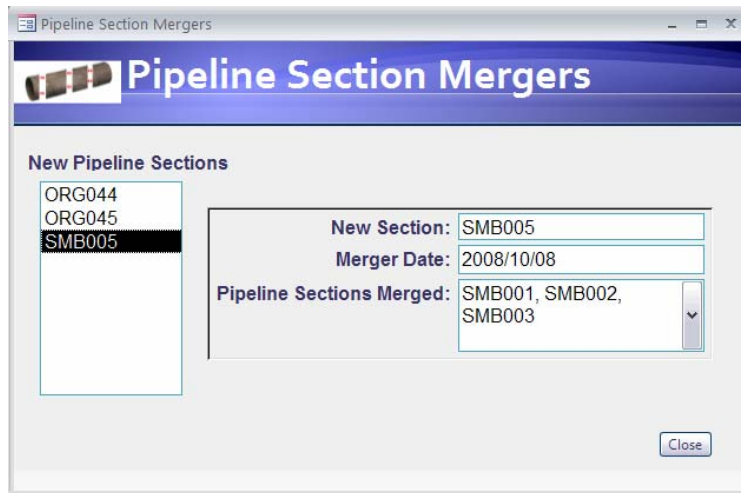 Pipeline Section Mergers
Pipeline Section Mergers
New Pipeline Sections
ORG044
ORG045
SMB005
New Section: SMB005
Merger Date: 2008/10/08
Pipeline Sections Merged: SMB001, SMB002,
SMB003
Close